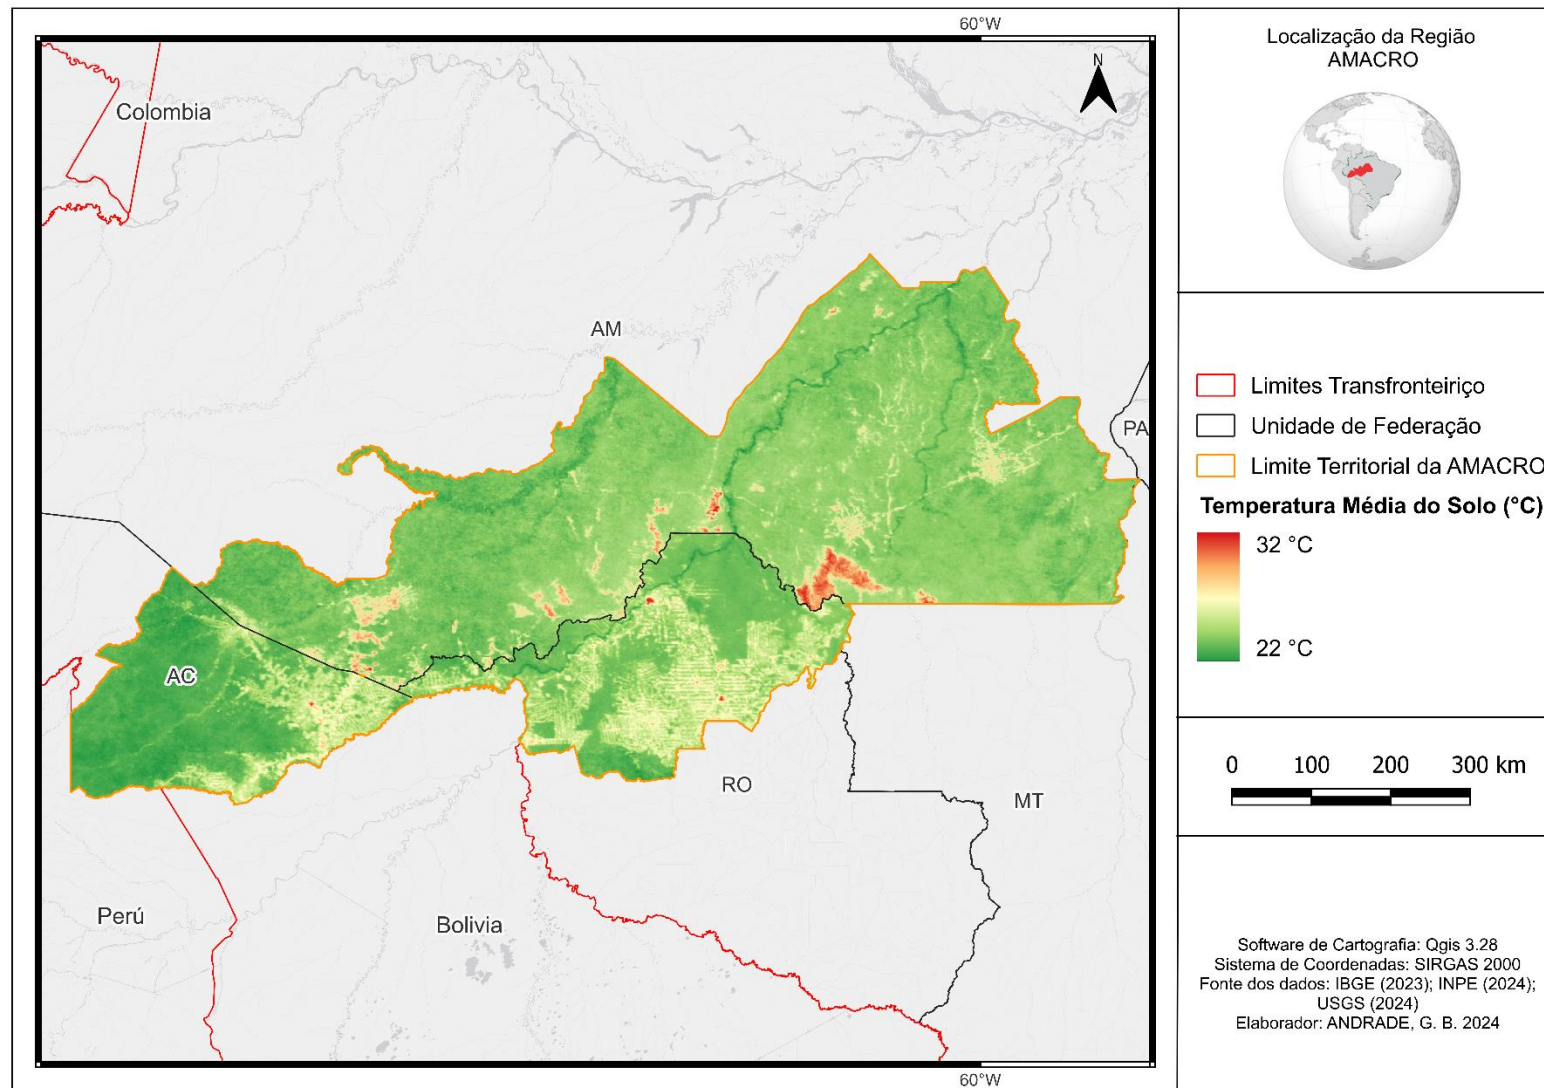 60°W
N
Colombia
AM
PA
AC
RO
MT
Perú
Bolivia
60°W
Localização da Região
AMACRO
Limites Transfronteiriço
Unidade de Federação
Limite Territorial da AMACRO
Temperatura Média do Solo (°C)
32 °C
22 °C
0 100 200 300 km
Software de Cartografia: Qgis 3.28
Sistema de Coordenadas: SIRGAS 2000
Fonte dos dados: IBGE (2023); INPE (2024);
USGS (2024)
Elaborador: ANDRADE, G. B. 2024